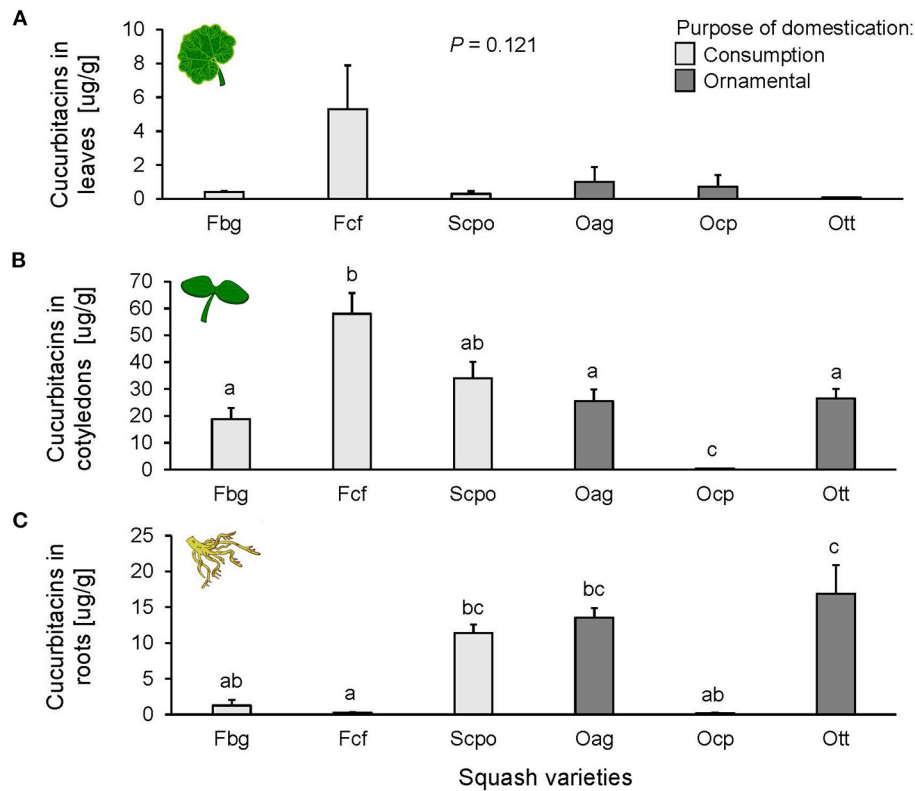 A
Cucurbitacins in
leaves [ug/g]
10
8
6
4
2
0
P = 0.121
Purpose of domestication:
Consumption
Ornamental
Fbg Fcf Scpo Oag Ocp Ott
B
Cucurbitacins in
cotyledons [ug/g]
70
60
50
40
30
20
10
0
a b ab a c a
Fbg Fcf Scpo Oag Ocp Ott
C
Cucurbitacins in
roots [ug/g]
25
20
15
10
5
0
ab a bc bc ab c
Fbg Fcf Scpo Oag Ocp Ott
Squash varieties